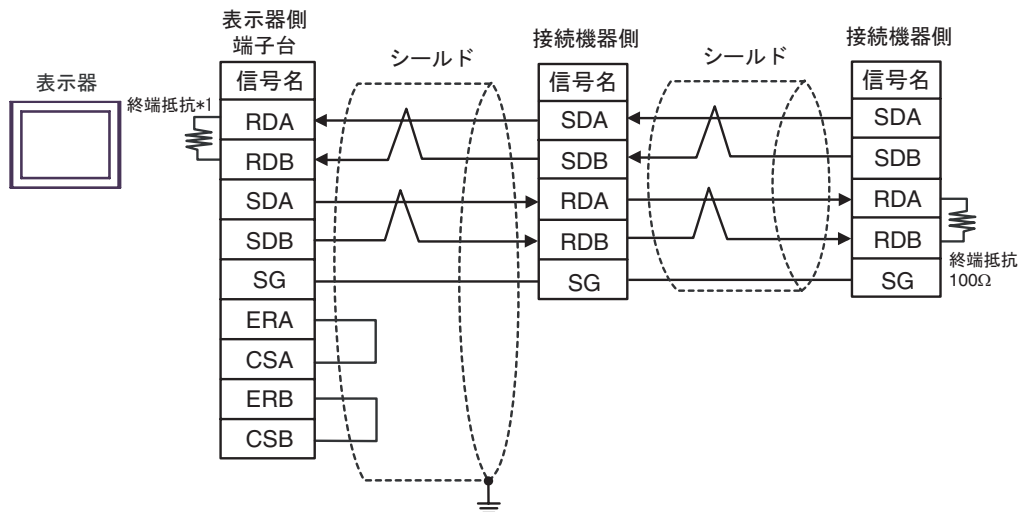 表示器
終端抵抗*1
表示器側
端子台
信号名
RDA
RDB
SDA
SDB
SG
ERA
CSA
ERB
CSB
シールド
接続機器側
信号名
SDA
SDB
RDA
RDB
SG
シールド
接続機器側
信号名
SDA
SDB
RDA
RDB
SG
終端抵抗
100Ω